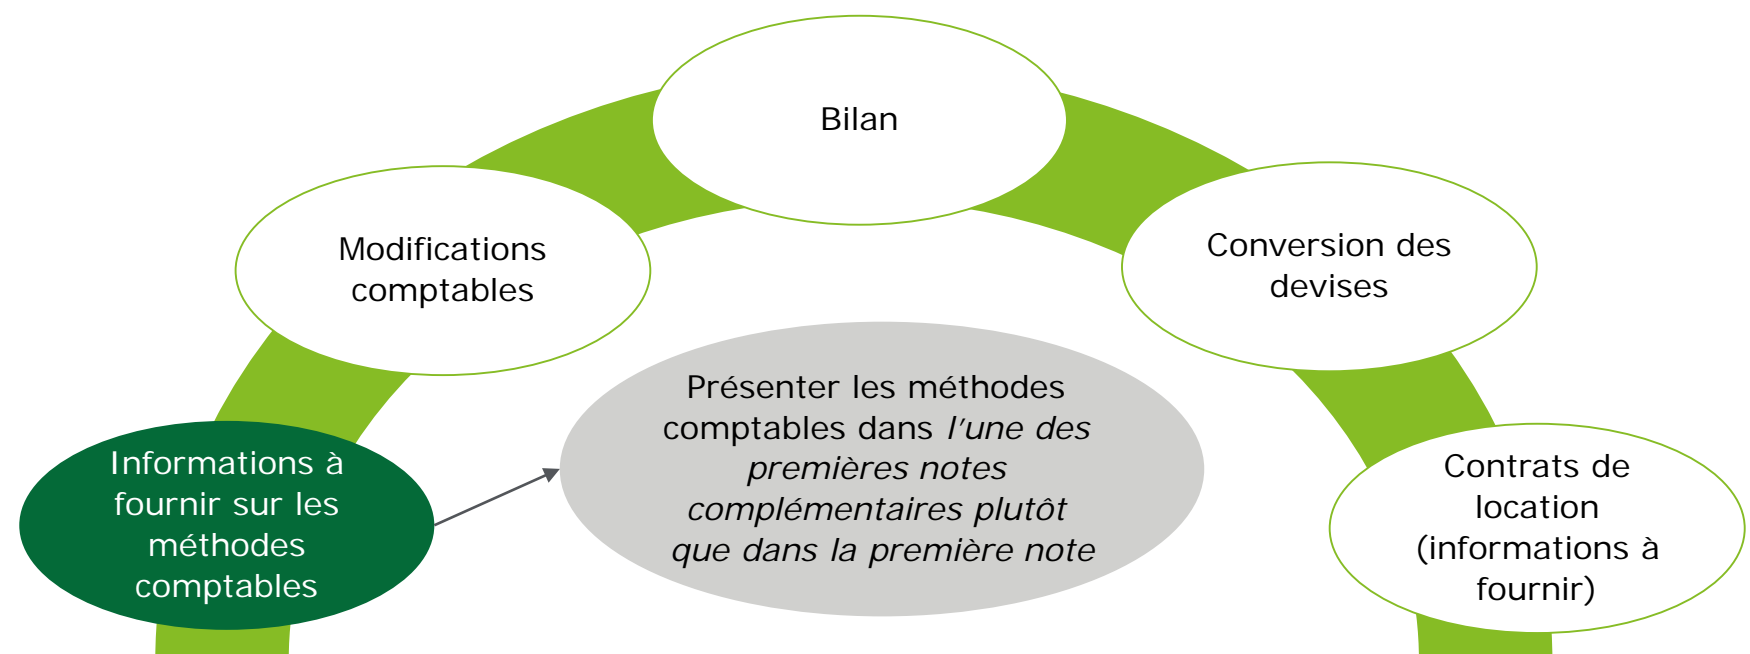 Bilan
Modifications
comptables
Conversion des
devises
Présenter les méthodes
comptables dans l'une des
premières notes
complémentaires plutôt
que dans la première note
Informations à
fournir sur les
méthodes
comptables
Contrats de
location
(informations à
fournir)